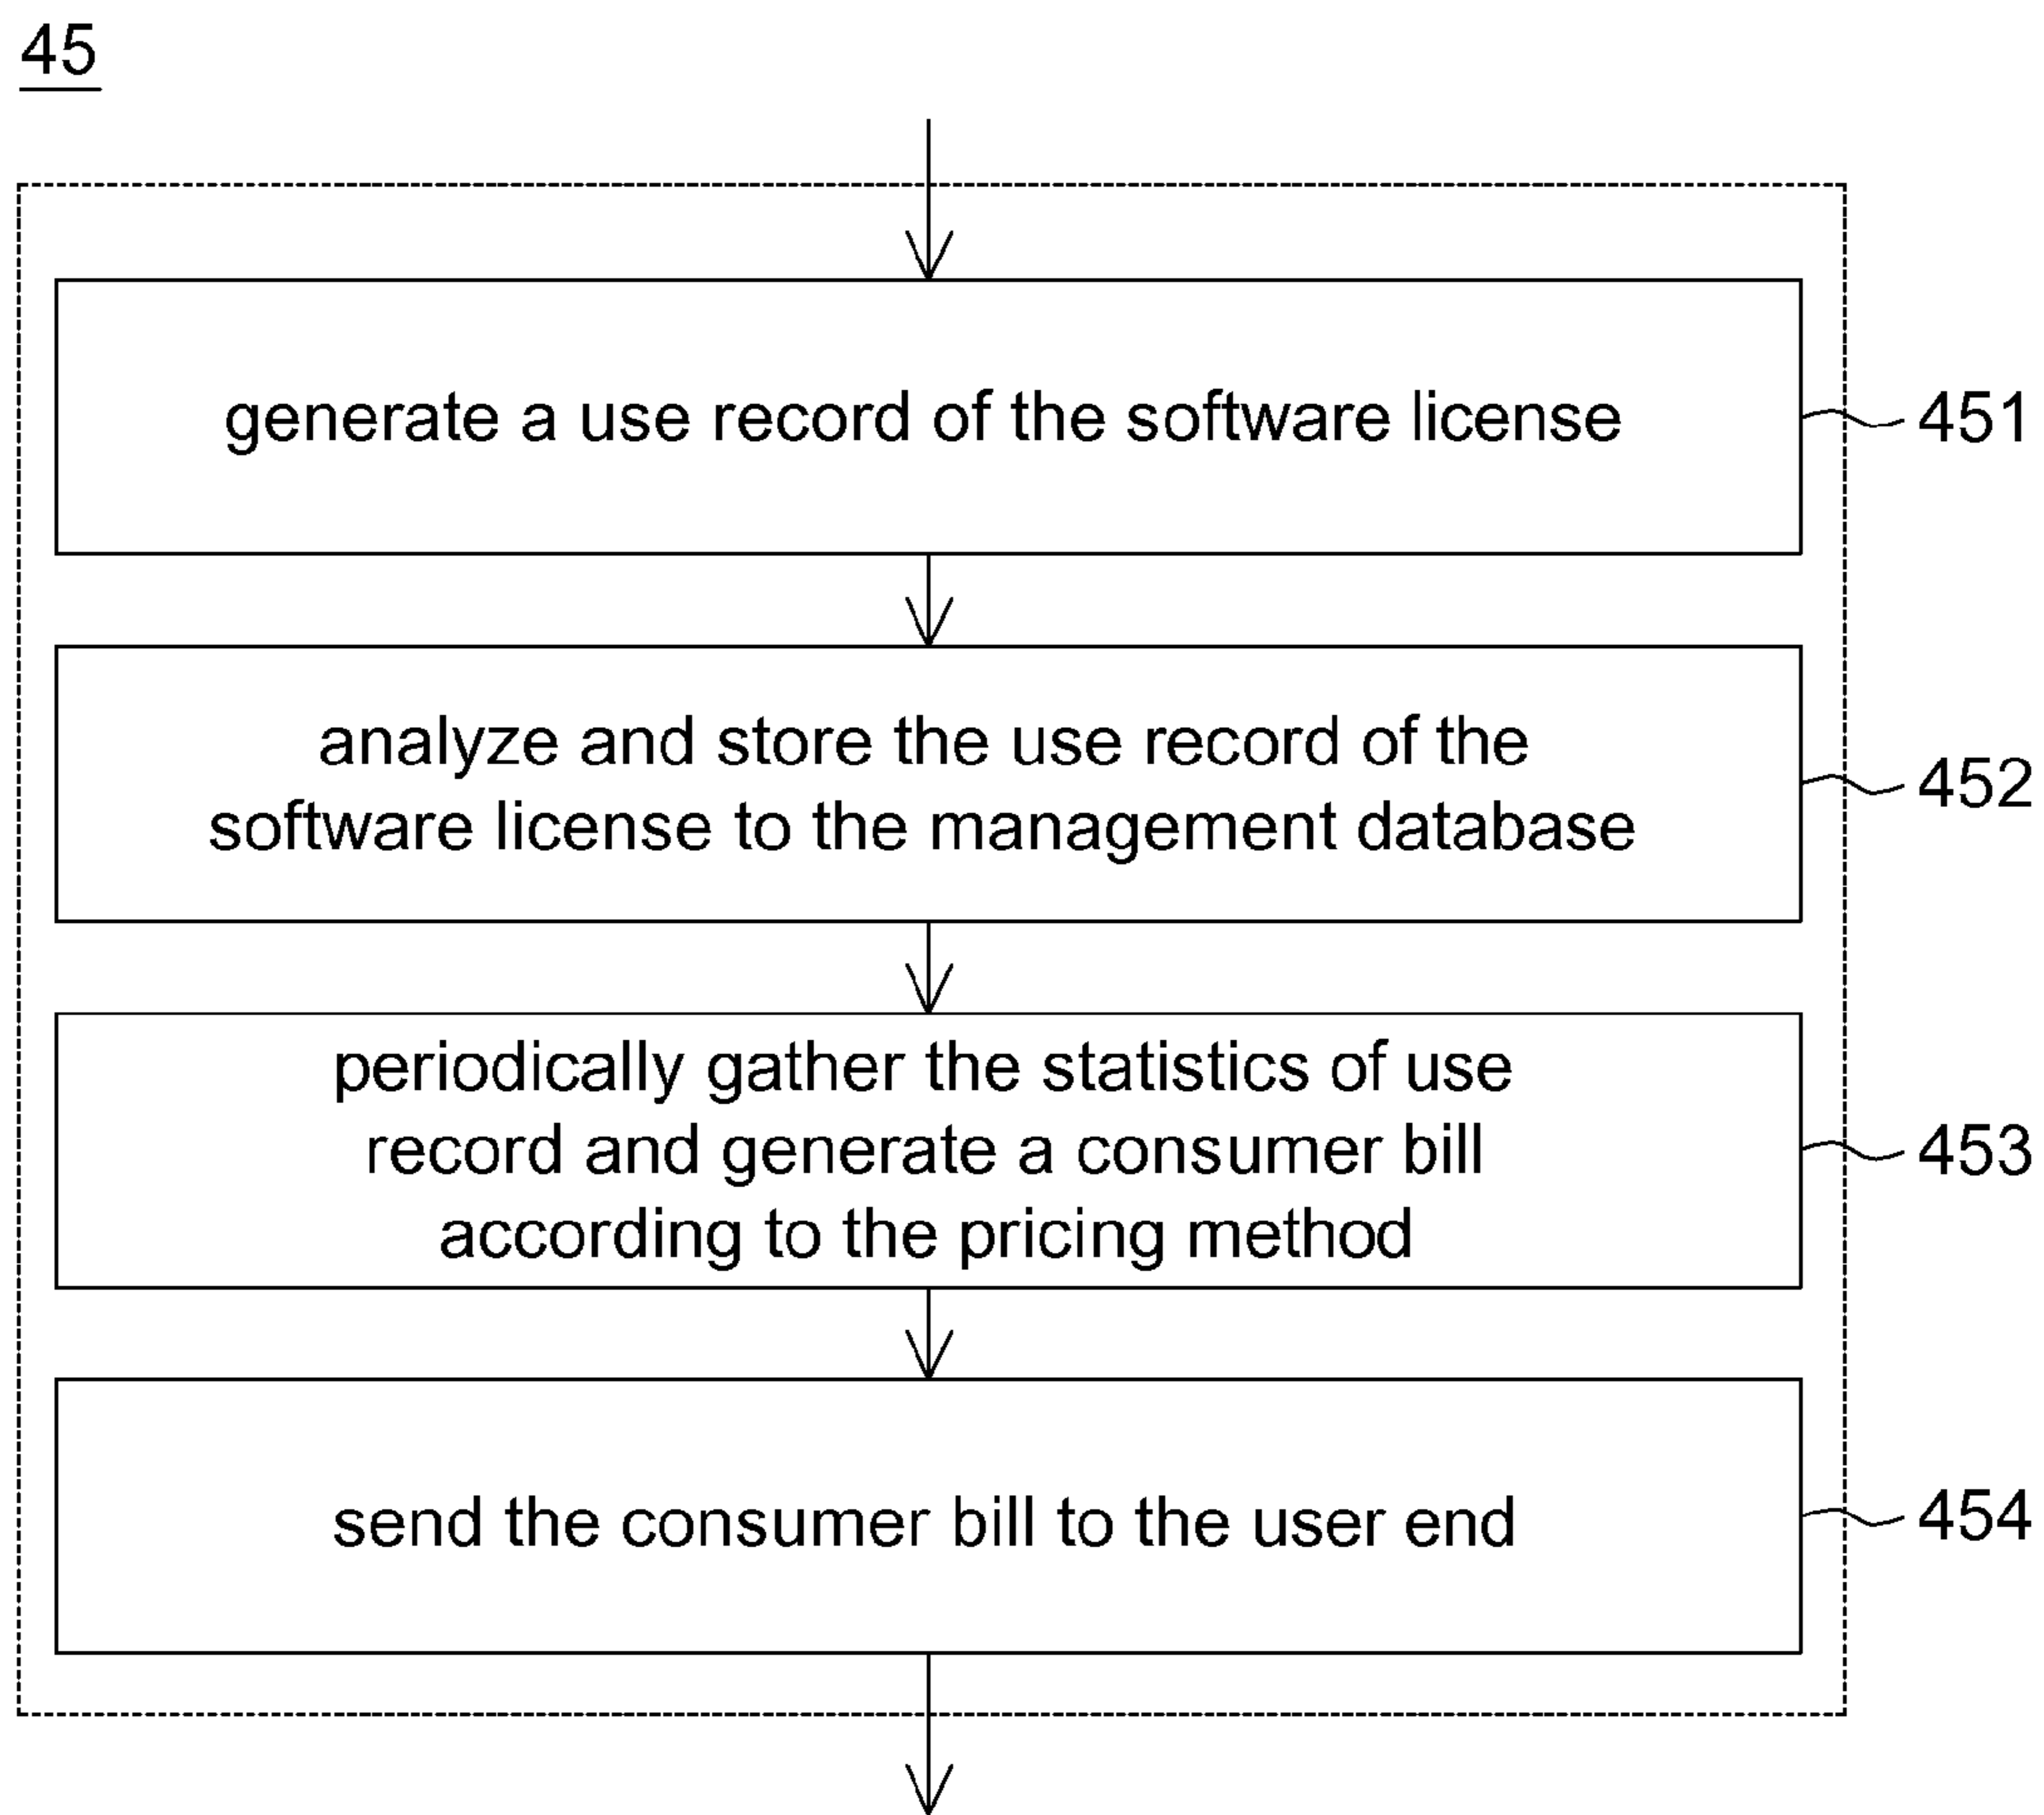 45
generate a use record of the software license
451
analyze and store the use record of the
software license to the management database
452
periodically gather the statistics of use
record and generate a consumer bill
according to the pricing method
453
send the consumer bill to the user end
454